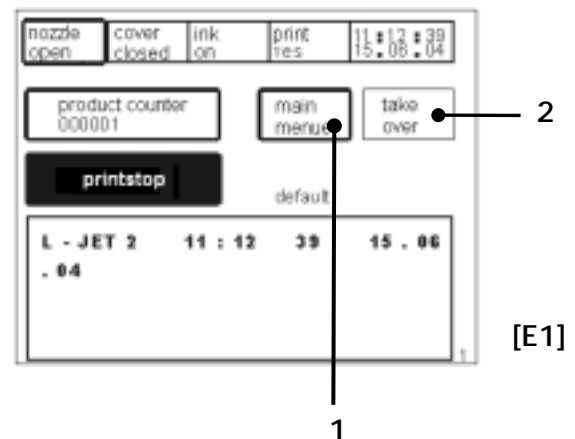 nozzle open
cover closed
ink on
print res
11:12:39
15.06.04
product counter
000001
main menue
take over
2
printstop
default
L - JET 2 11 : 12 39 15 . 06
. 04
[E1]
1
1